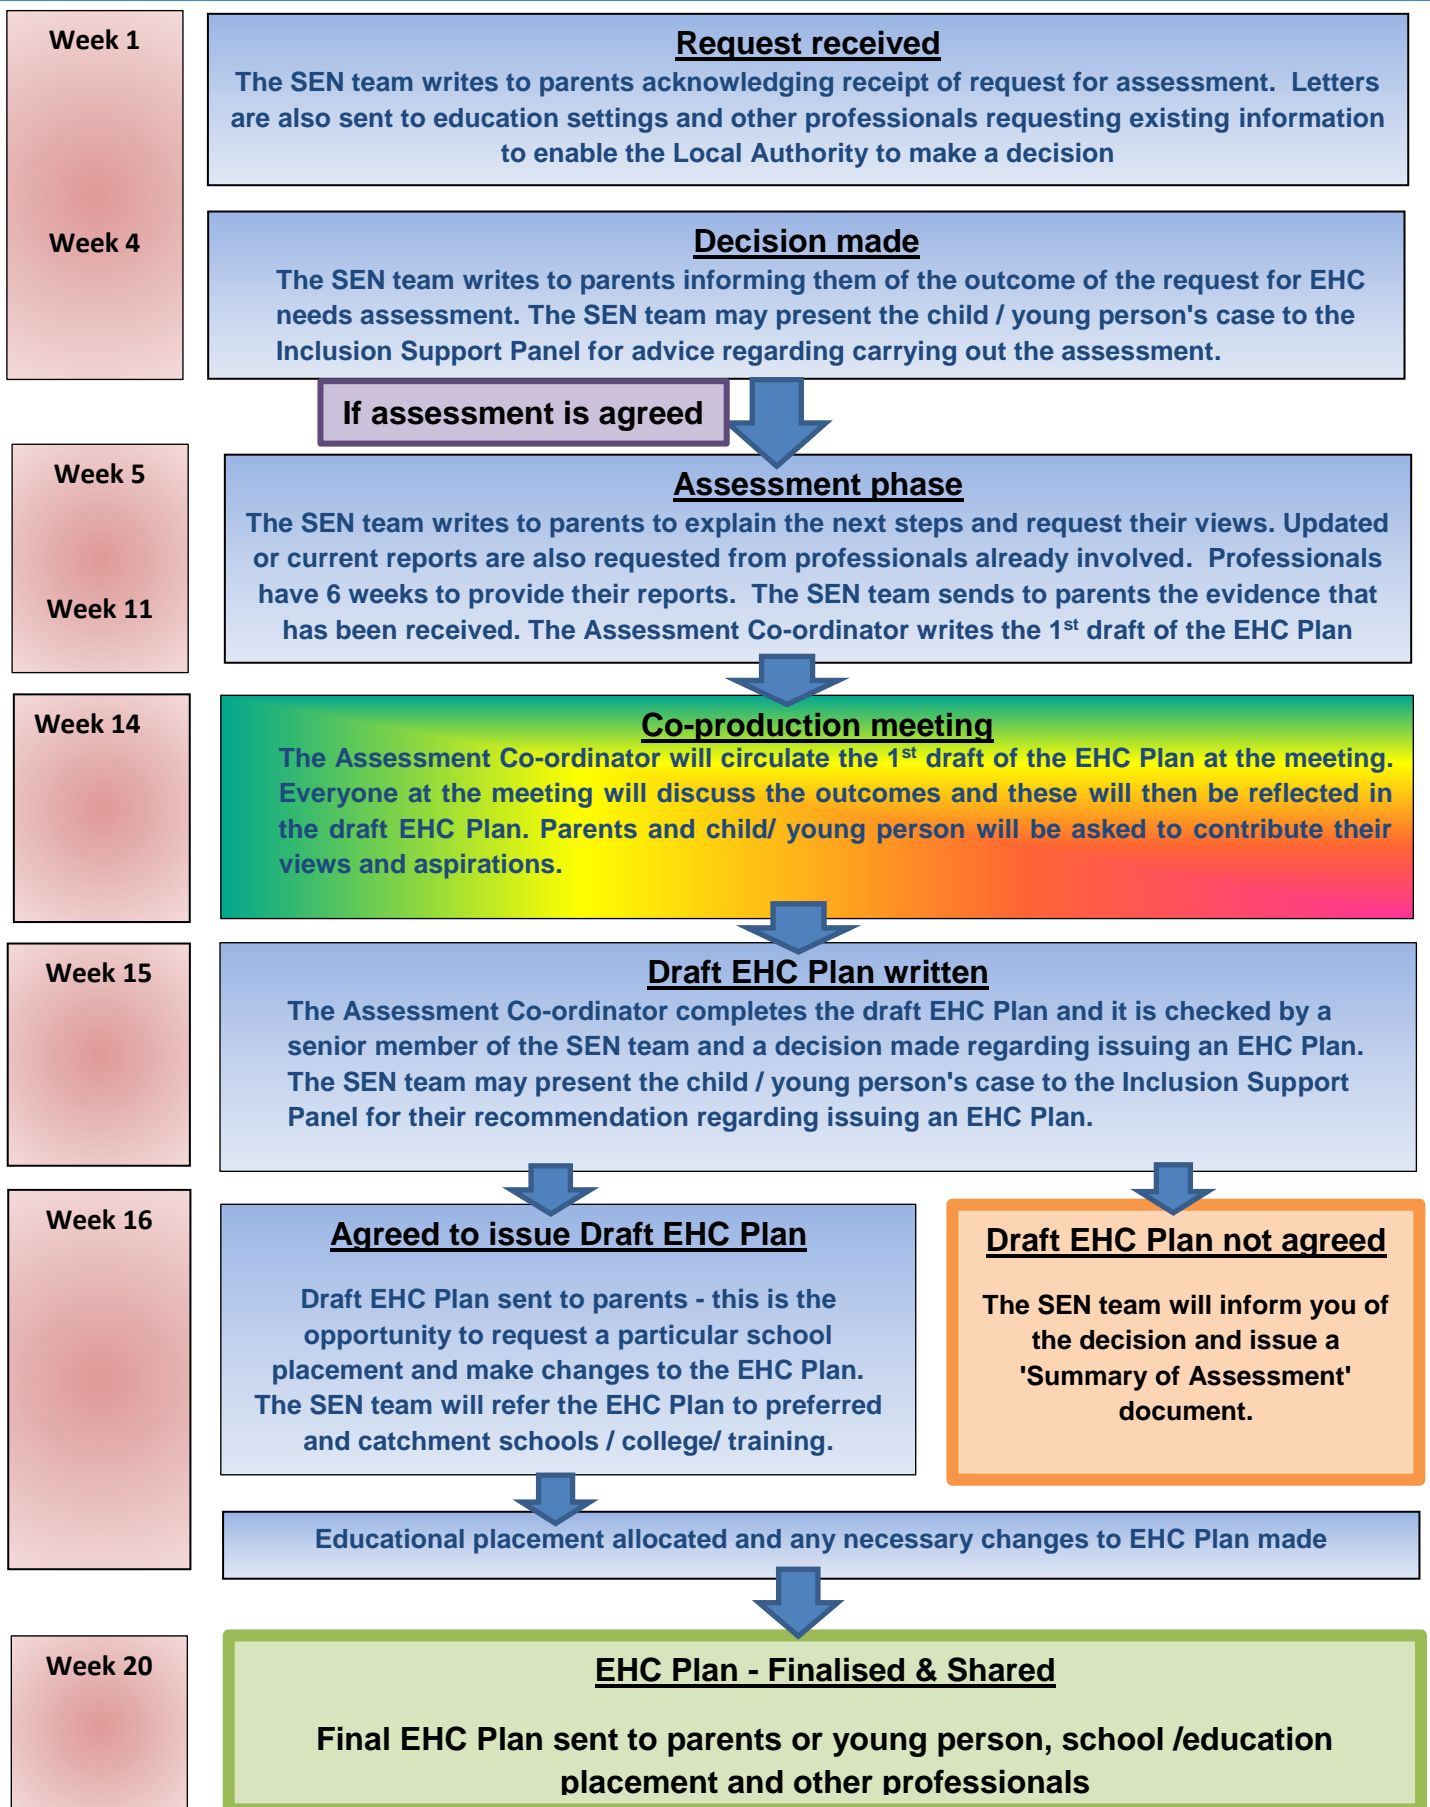 Week 1
Request received
The SEN team writes to parents acknowledging receipt of request for assessment.  Letters
are also sent to education settings and other professionals requesting existing information
to enable the Local Authority to make a decision
Week 4
Decision made
The SEN team writes to parents informing them of the outcome of the request for EHC
needs assessment. The SEN team may present the child / young person's case to the
Inclusion Support Panel for advice regarding carrying out the assessment.
If assessment is agreed
Week 5
Assessment phase
The SEN team writes to parents to explain the next steps and request their views. Updated
or current reports are also requested from professionals already involved.  Professionals
have 6 weeks to provide their reports.  The SEN team sends to parents the evidence that
has been received. The Assessment Co-ordinator writes the 1st draft of the EHC Plan
Week 11
Week 14
Co-production meeting
The Assessment Co-ordinator will circulate the 1st draft of the EHC Plan at the meeting.
Everyone at the meeting will discuss the outcomes and these will then be reflected in
the draft EHC Plan. Parents and child/ young person will be asked to contribute their
views and aspirations.
Week 15
Draft EHC Plan written
The Assessment Co-ordinator completes the draft EHC Plan and it is checked by a
senior member of the SEN team and a decision made regarding issuing an EHC Plan.
The SEN team may present the child / young person's case to the Inclusion Support
Panel for their recommendation regarding issuing an EHC Plan.
Week 16
Agreed to issue Draft EHC Plan
Draft EHC Plan sent to parents - this is the
opportunity to request a particular school
placement and make changes to the EHC Plan.
The SEN team will refer the EHC Plan to preferred
and catchment schools / college/ training.
Draft EHC Plan not agreed
The SEN team will inform you of
the decision and issue a
'Summary of Assessment'
document.
Educational placement allocated and any necessary changes to EHC Plan made
Week 20
EHC Plan - Finalised & Shared
Final EHC Plan sent to parents or young person, school /education
placement and other professionals